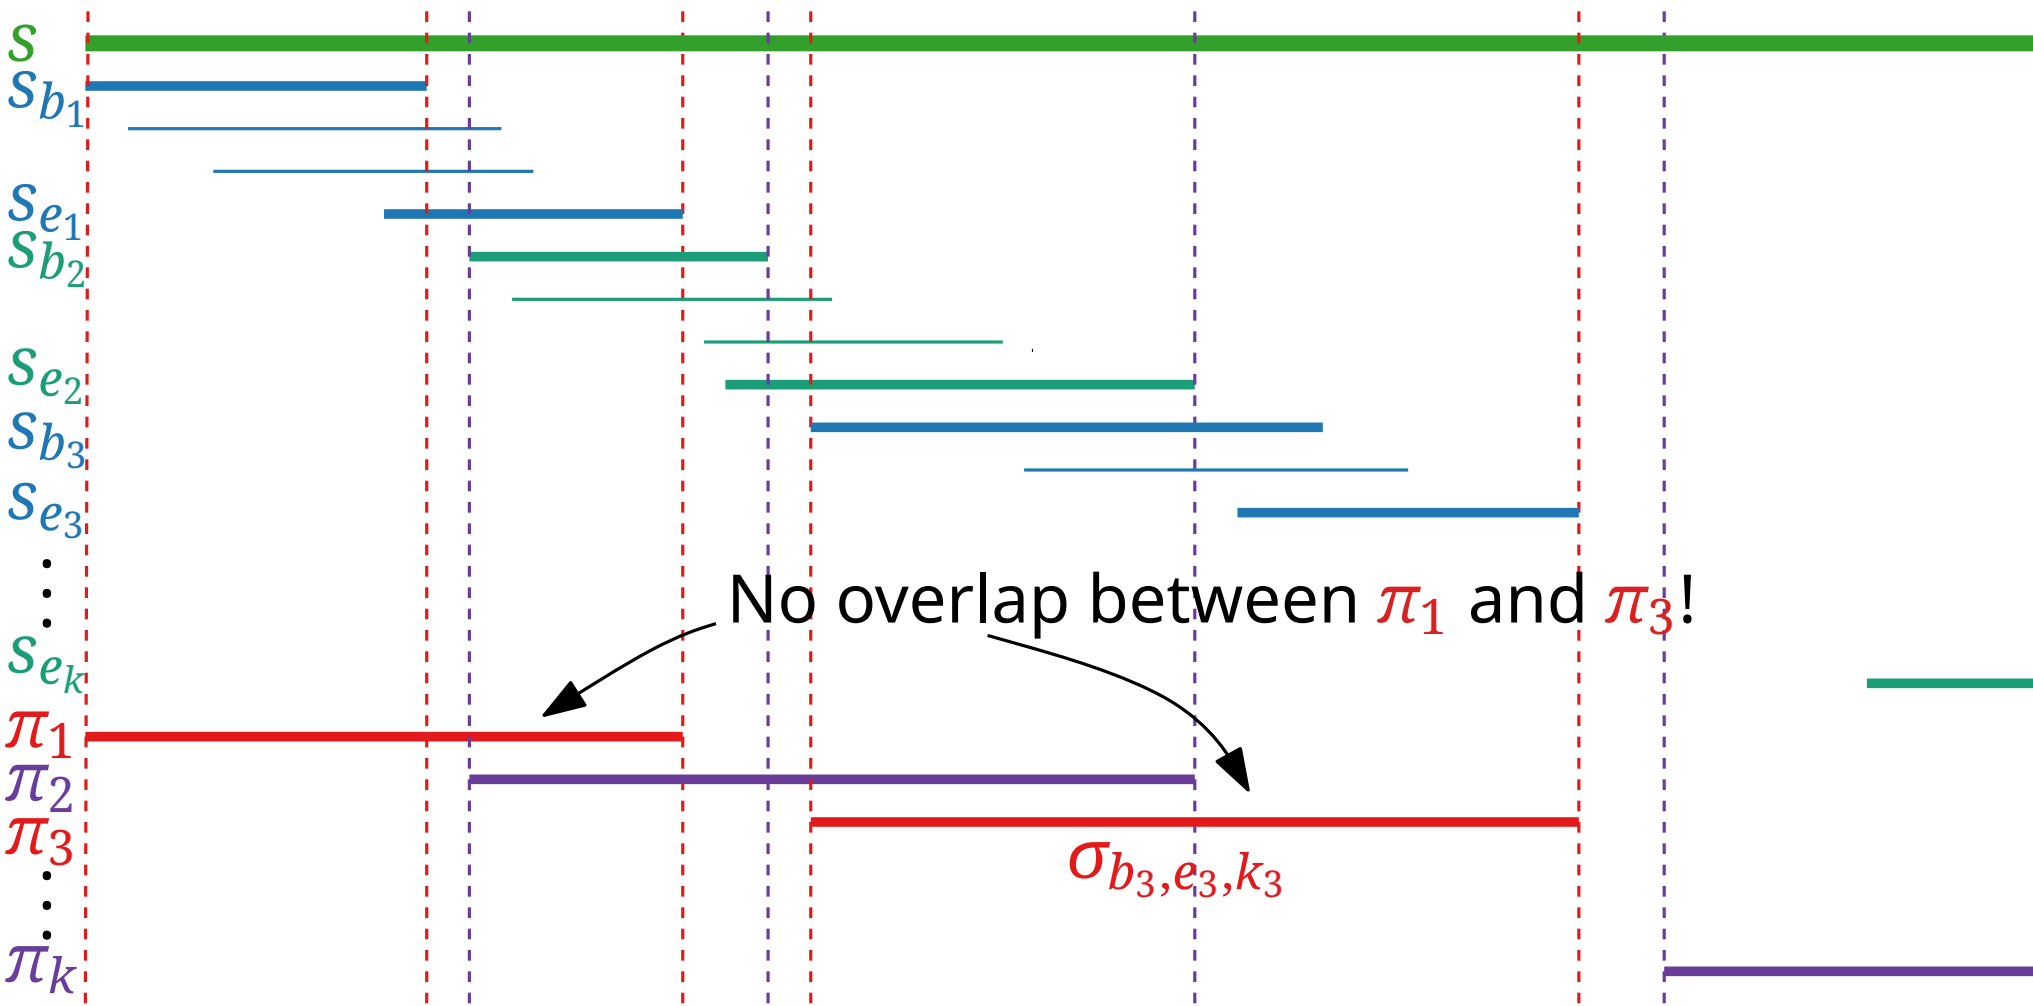 s
s_{b_1}
s_{e_1}
s_{b_2}
s_{e_2}
s_{b_3}
s_{e_3}
⋮
No overlap between π_1 and π_3!
s_{e_k}
π_1
π_2
π_3
σ_{b_3,e_3,k_3}
⋮
π_k